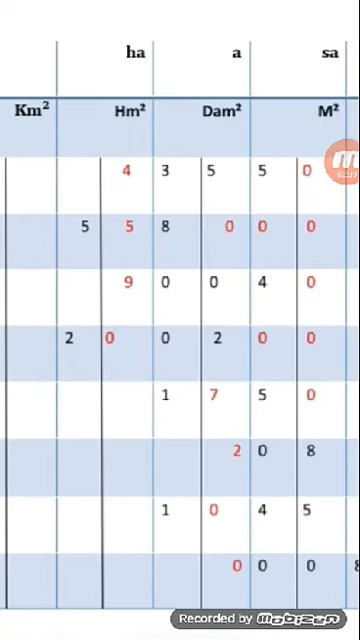 ha a sa
Km² Hm² Dam² M²
4 3 5 5 0
5 5 8 0 0 0
9 0 0 4 0
2 0 0 2 0 0
1 7 5 0
2 0 8
1 0 4 5
0 0 0 8
Recorded by Mobizen